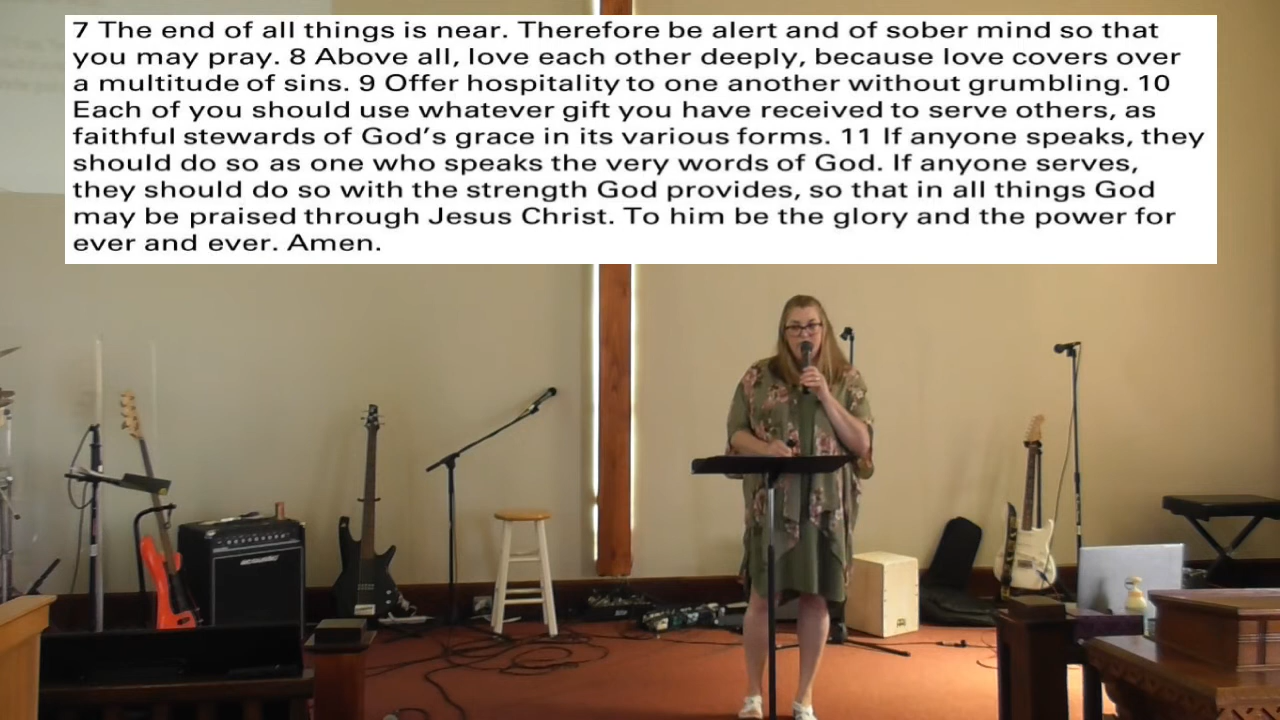 7 The end of all things is near. Therefore be alert and of sober mind so that
you may pray. 8 Above all, love each other deeply, because love covers over
a multitude of sins. 9 Offer hospitality to one another without grumbling. 10
Each of you should use whatever gift you have received to serve others, as
faithful stewards of God’s grace in its various forms. 11 If anyone speaks, they
should do so as one who speaks the very words of God. If anyone serves,
they should do so with the strength God provides, so that in all things God
may be praised through Jesus Christ. To him be the glory and the power for
ever and ever. Amen.